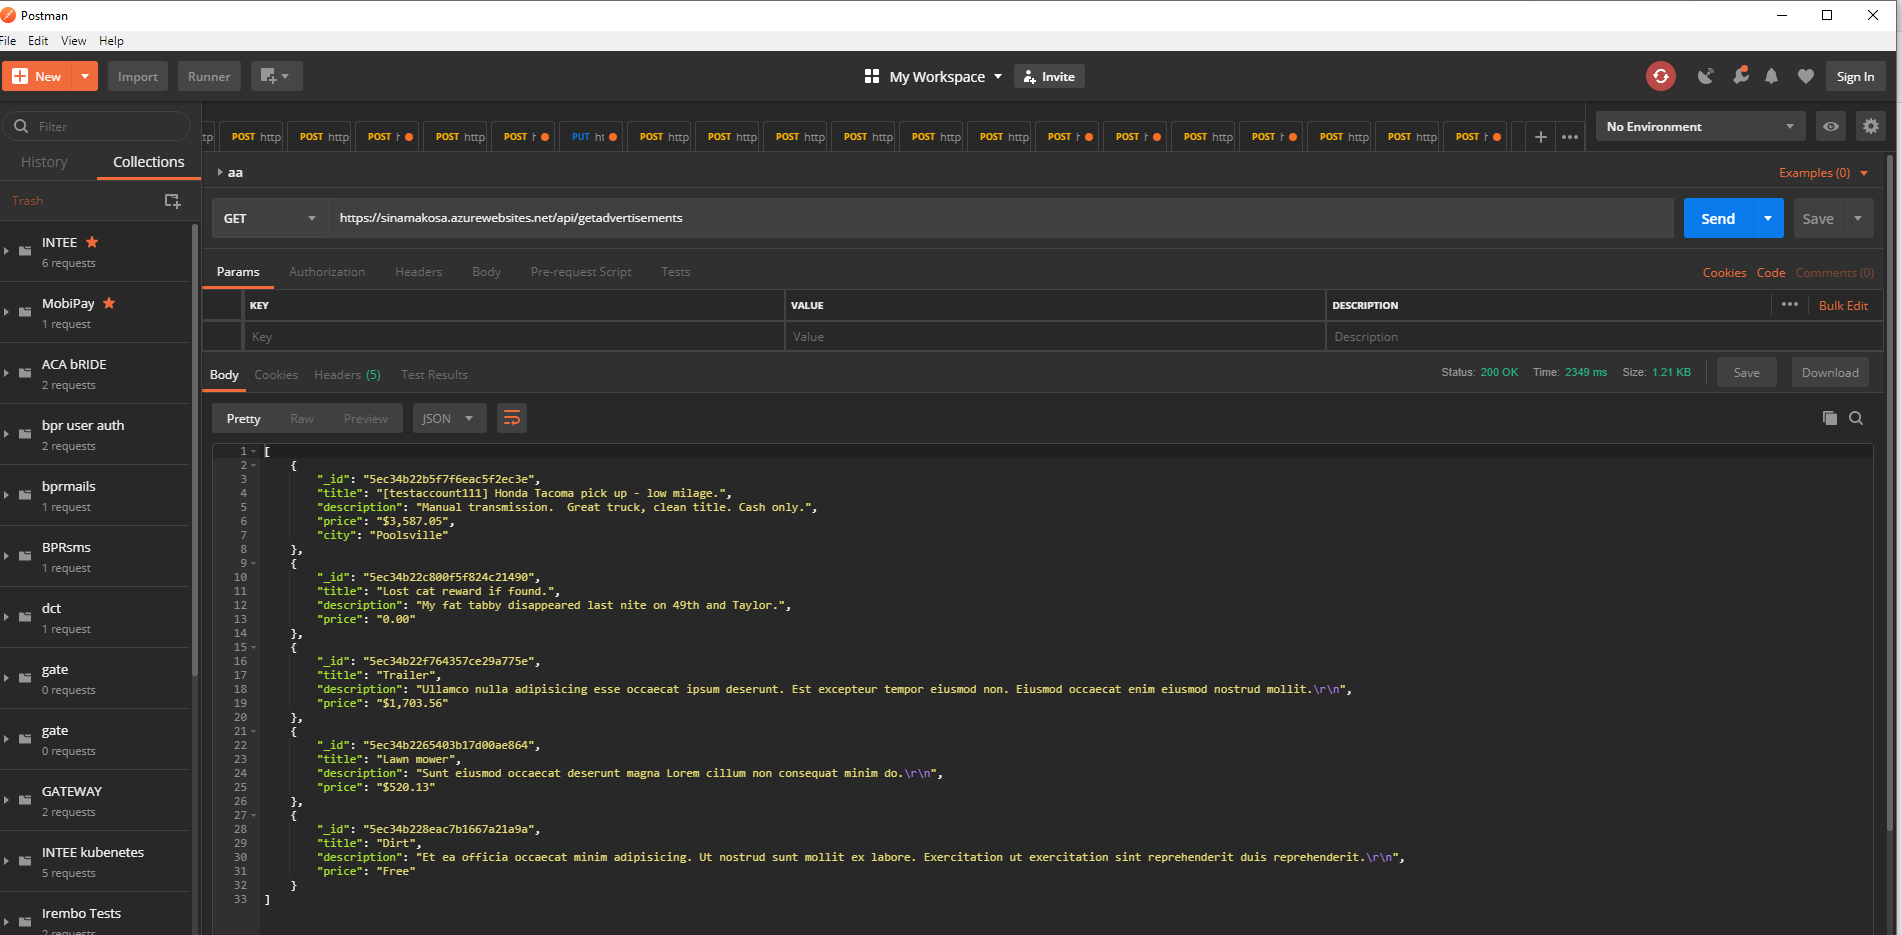 Postman
File Edit View Help
New Import Runner My Workspace Invite Sign In
Filter
POST http POST http POST h POST http POST h PUT ht POST http POST http POST http POST http POST http POST http POST h POST h POST http POST h POST http POST http POST h
No Environment
History Collections
Trash
INTEE
6 requests
MobiPay
1 request
ACA bRIDE
2 requests
bpr user auth
2 requests
bprmails
1 request
BPRsms
1 request
dct
1 request
gate
0 requests
gate
0 requests
GATEWAY
2 requests
INTEE kubenetes
5 requests
Irembo Tests
2 requests
aa
Examples (0)
GET https://sinamakosa.azurewebsites.net/api/getadvertisements Send Save
Params Authorization Headers Body Pre-request Script Tests Cookies Code Comments (0)
KEY VALUE DESCRIPTION Bulk Edit
Key Value Description
Body Cookies Headers (5) Test Results Status: 200 OK Time: 2349 ms Size: 1.21 KB Save Download
Pretty Raw Preview JSON
1 [
2 {
3 "_id": "5ec34b22b5f7f6eac5f2ec3e",
4 "title": "[testaccount111] Honda Tacoma pick up - low milage.",
5 "description": "Manual transmission.  Great truck, clean title. Cash only.",
6 "price": "$3,587.05",
7 "city": "Poolsville"
8 },
9 {
10 "_id": "5ec34b22c800f5f824c21490",
11 "title": "Lost cat reward if found.",
12 "description": "My fat tabby disappeared last nite on 49th and Taylor.",
13 "price": "0.00"
14 },
15 {
16 "_id": "5ec34b22f764357ce29a775e",
17 "title": "Trailer",
18 "description": "Ullamco nulla adipisicing esse occaecat ipsum deserunt. Est excepteur tempor eiusmod non. Eiusmod occaecat enim eiusmod nostrud mollit.\r\n",
19 "price": "$1,703.56"
20 },
21 {
22 "_id": "5ec34b2265403b17d00ae864",
23 "title": "Lawn mower",
24 "description": "Sunt eiusmod occaecat deserunt magna Lorem cillum non consequat minim do.\r\n",
25 "price": "$520.13"
26 },
27 {
28 "_id": "5ec34b228eac7b1667a21a9a",
29 "title": "Dirt",
30 "description": "Et ea officia occaecat minim adipisicing. Ut nostrud sunt mollit ex labore. Exercitation ut exercitation sint reprehenderit duis reprehenderit.\r\n",
31 "price": "Free"
32 }
33 ]